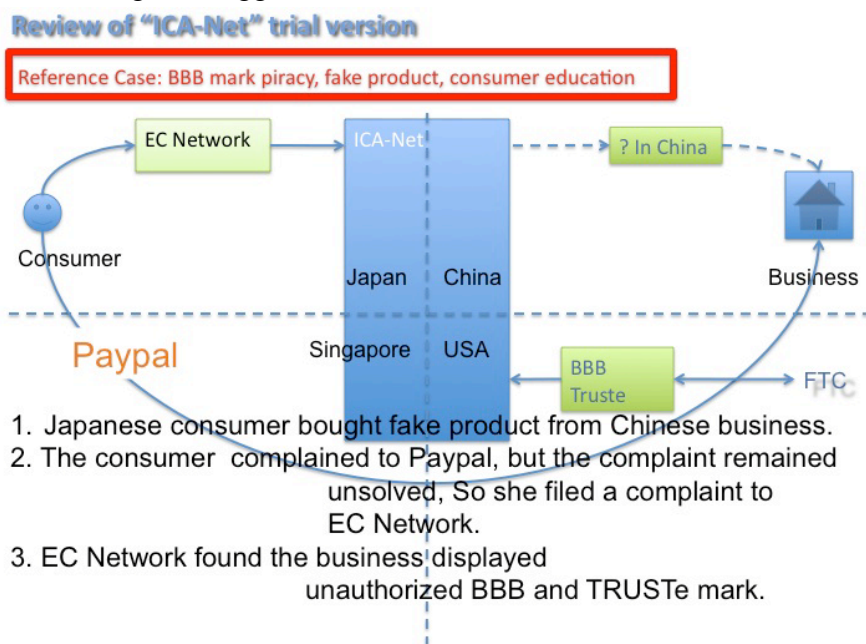 Review of “ICA-Net” trial version
Reference Case: BBB mark piracy, fake product, consumer education
EC Network
ICA-Net
? In China
Consumer
Japan
China
Business
Paypal
Singapore
USA
BBB
Truste
FTC
1. Japanese consumer bought fake product from Chinese business.
2. The consumer complained to Paypal, but the complaint remained
unsolved, So she filed a complaint to
EC Network.
3. EC Network found the business displayed
unauthorized BBB and TRUSTe mark.